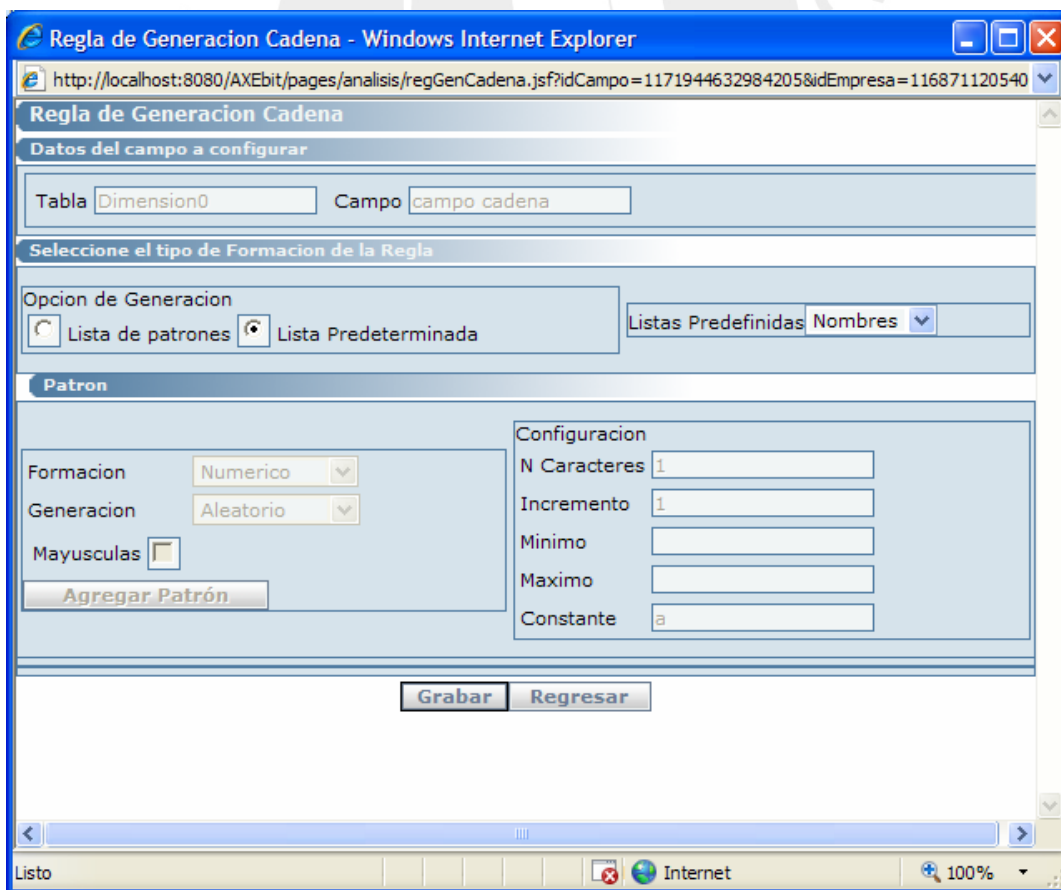 Regla de Generacion Cadena - Windows Internet Explorer
http://localhost:8080/AXEbit/pages/analisis/regGenCadena.jsf?idCampo=1171944632984205&idEmpresa=116871120540
Regla de Generacion Cadena
Datos del campo a configurar
Tabla Dimension0 Campo campo cadena
Seleccione el tipo de Formacion de la Regla
Opcion de Generacion
Lista de patrones Lista Predeterminada
Listas Predefinidas Nombres
Patron
Formacion Numerico
Generacion Aleatorio
Mayusculas
Agregar Patrón
Configuracion
N Caracteres 1
Incremento 1
Minimo
Maximo
Constante a
Grabar Regresar
Listo Internet 100%